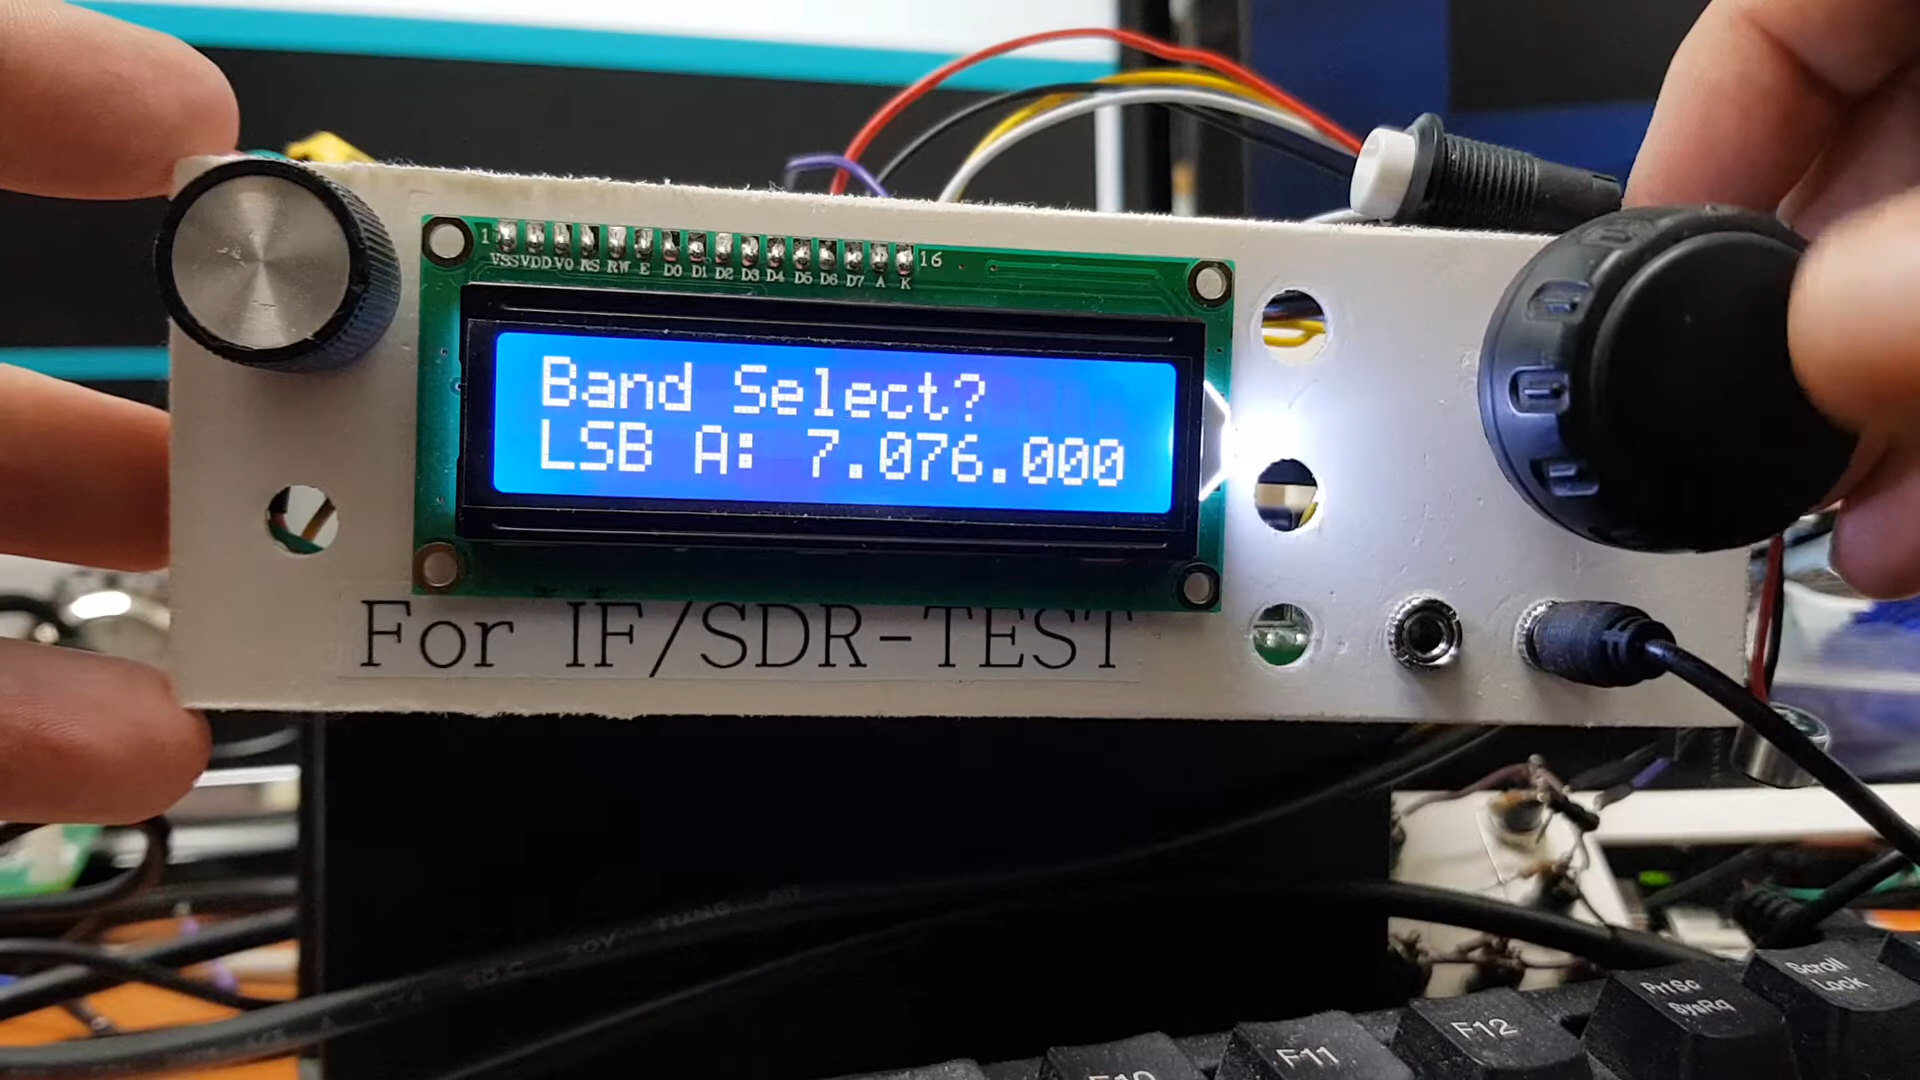 1 VSS VDD V0 RS RW E D0 D1 D2 D3 D4 D5 D6 D7 A K 16
Band Select?
LSB A: 7.076.000
For IF/SDR-TEST
PrtSc
SysRq
Scroll
Lock
F10
F11
F12